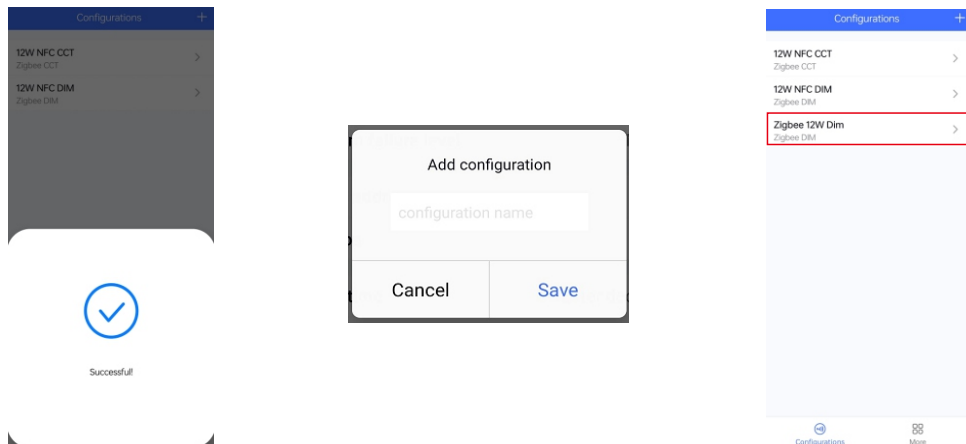 Configurations +
12W NFC CCT
Zigbee CCT
12W NFC DIM
Zigbee DIM
Successful!
Add configuration
configuration name
Cancel
Save
Configurations +
12W NFC CCT
Zigbee CCT
12W NFC DIM
Zigbee DIM
Zigbee 12W Dim
Zigbee DIM
Configurations
More